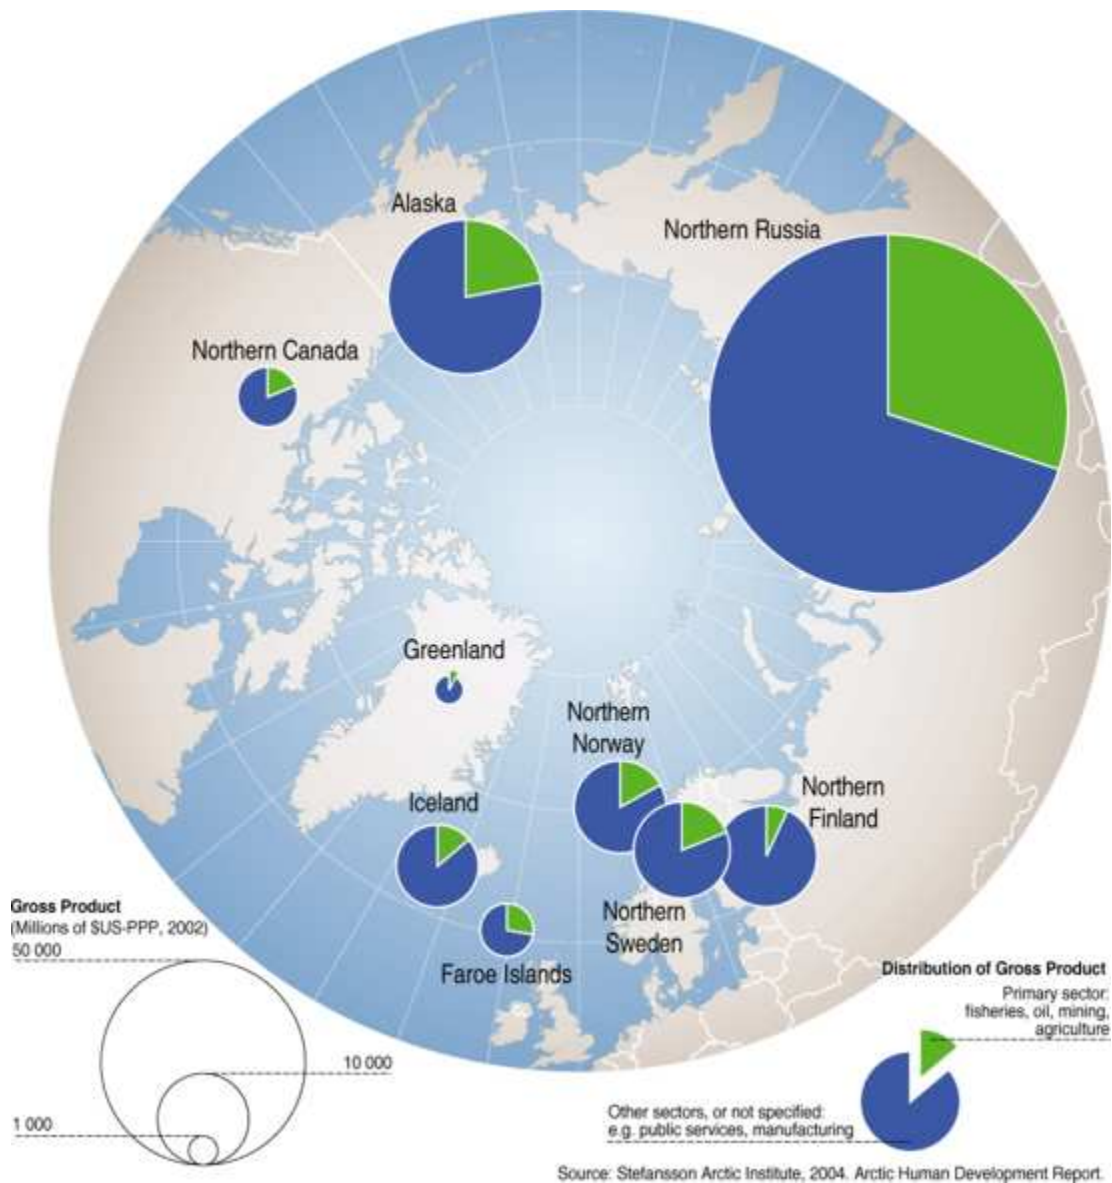 Alaska
Northern Russia
Northern Canada
Greenland
Northern
Norway
Northern
Finland
Iceland
Northern
Sweden
Faroe Islands
Gross Product
(Millions of $US-PPP, 2002)
50 000
10 000
1 000
Distribution of Gross Product
Primary sector:
fisheries, oil, mining,
agriculture
Other sectors, or not specified:
e.g. public services, manufacturing
Source: Stefansson Arctic Institute, 2004. Arctic Human Development Report.